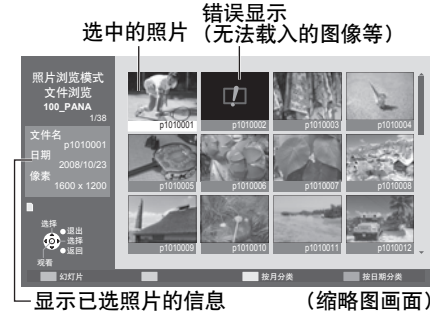 错误显示
选中的照片 (无法载入的图像等)
照片浏览模式
文件浏览
100_PANA
1/38
文件名
p1010001
日期
2008/10/23
像素
1600 x 1200
选择
退出
选择
返回
观看
p1010001 p1010002 p1010003 p1010004
p1010005 p1010006 p1010007 p1010008
p1010009 p1010010 p1010011 p1010012
幻灯片 按月分类 按日期分类
显示已选照片的信息 (缩略图画面)